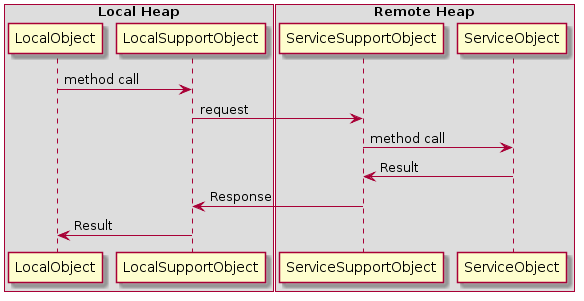 Local Heap
Remote Heap
LocalObject
LocalSupportObject
ServiceSupportObject
ServiceObject
method call
request
method call
Result
Response
Result
LocalObject
LocalSupportObject
ServiceSupportObject
ServiceObject